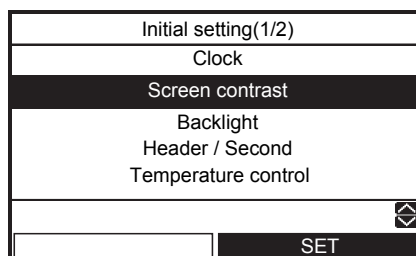 Initial setting(1/2)
Clock
Screen contrast
Backlight
Header / Second
Temperature control
SET